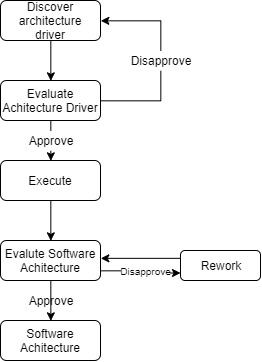 Discover
architecture
driver
Disapprove
Evaluate
Achitecture Driver
Approve
Execute
Evalute Software
Achitecture
Disapprove
Rework
Approve
Software
Achitecture